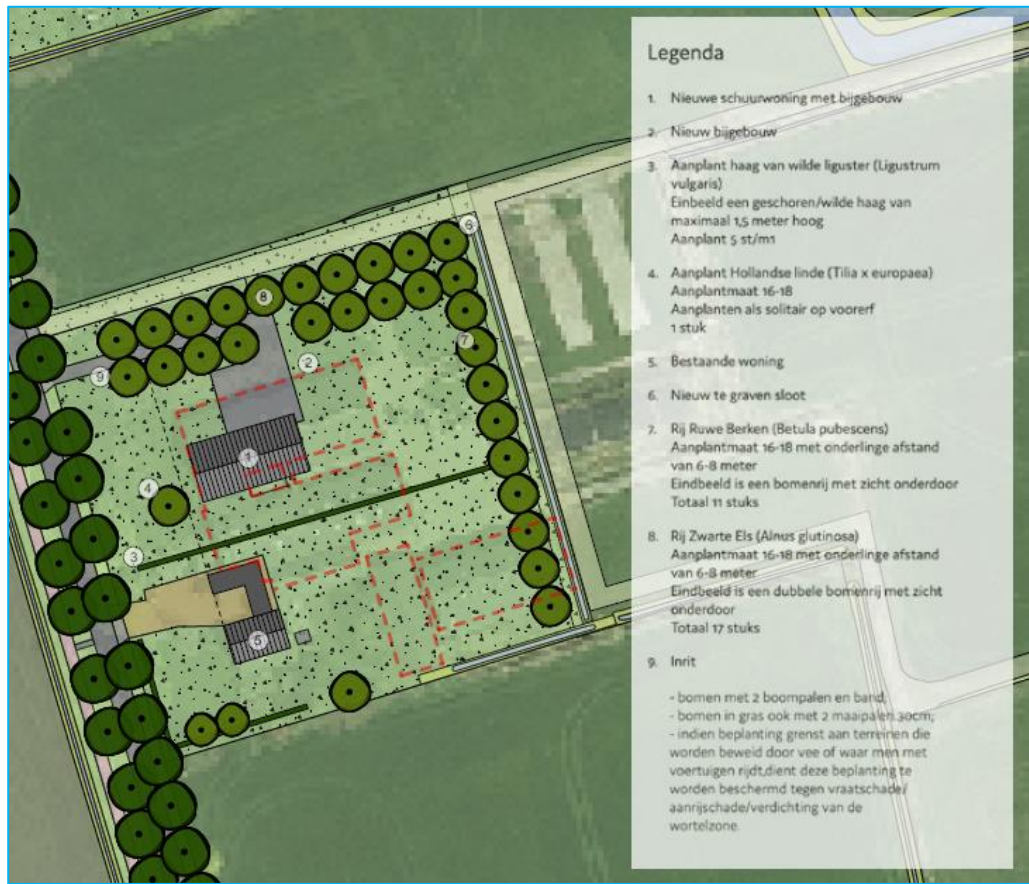 Legenda
1. Nieuwe schuurwoning met bijgebouw
2. Nieuw bijgebouw
3. Aanplant haag van wilde liguster (Ligustrum
vulgaris)
Einbeeld een geschoren/wilde haag van
maximaal 1,5 meter hoog
Aanplant 5 st/m1
4. Aanplant Hollandse linde (Tilia x europaea)
Aanplantmaat 16-18
Aanplanten als solitair op voorerf
1 stuk
5. Bestaande woning
6. Nieuw te graven sloot
7. Rij Ruwe Berken (Betula pubescens)
Aanplantmaat 16-18 met onderlinge afstand
van 6-8 meter
Eindbeeld is een bomenrij met zicht onderdoor
Totaal 11 stuks
8. Rij Zwarte Els (Alnus glutinosa)
Aanplantmaat 16-18 met onderlinge afstand
van 6-8 meter
Eindbeeld is een dubbele bomenrij met zicht
onderdoor
Totaal 17 stuks
9. Inrit
- bomen met 2 boompalen en band;
- bomen in gras ook met 2 maaipalen 30cm;
- indien beplanting grenst aan terreinen die
worden beweid door vee of waar men met
voertuigen rijdt,dient deze beplanting te
worden beschermd tegen vraatschade/
aanrijschade/verdichting van de
wortelzone.
6
8
7
2
9
1
4
3
5